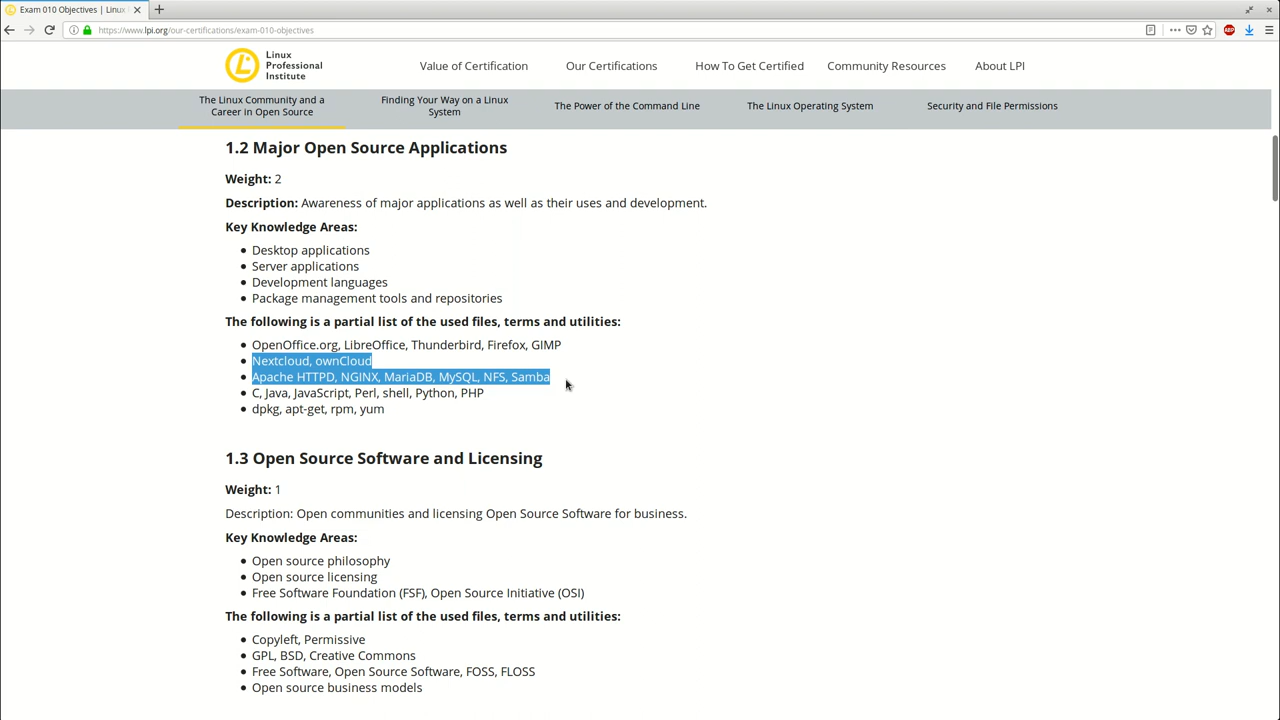 Exam 010 Objectives | Linux
https://www.lpi.org/our-certifications/exam-010-objectives
ABP
Linux
Professional
Institute
Value of Certification
Our Certifications
How To Get Certified
Community Resources
About LPI
The Linux Community and a
Career in Open Source
Finding Your Way on a Linux
System
The Power of the Command Line
The Linux Operating System
Security and File Permissions
1.2 Major Open Source Applications
Weight: 2
Description: Awareness of major applications as well as their uses and development.
Key Knowledge Areas:
• Desktop applications
• Server applications
• Development languages
• Package management tools and repositories
The following is a partial list of the used files, terms and utilities:
• OpenOffice.org, LibreOffice, Thunderbird, Firefox, GIMP
• Nextcloud, ownCloud
• Apache HTTPD, NGINX, MariaDB, MySQL, NFS, Samba
• C, Java, JavaScript, Perl, shell, Python, PHP
• dpkg, apt-get, rpm, yum
1.3 Open Source Software and Licensing
Weight: 1
Description: Open communities and licensing Open Source Software for business.
Key Knowledge Areas:
• Open source philosophy
• Open source licensing
• Free Software Foundation (FSF), Open Source Initiative (OSI)
The following is a partial list of the used files, terms and utilities:
• Copyleft, Permissive
• GPL, BSD, Creative Commons
• Free Software, Open Source Software, FOSS, FLOSS
• Open source business models